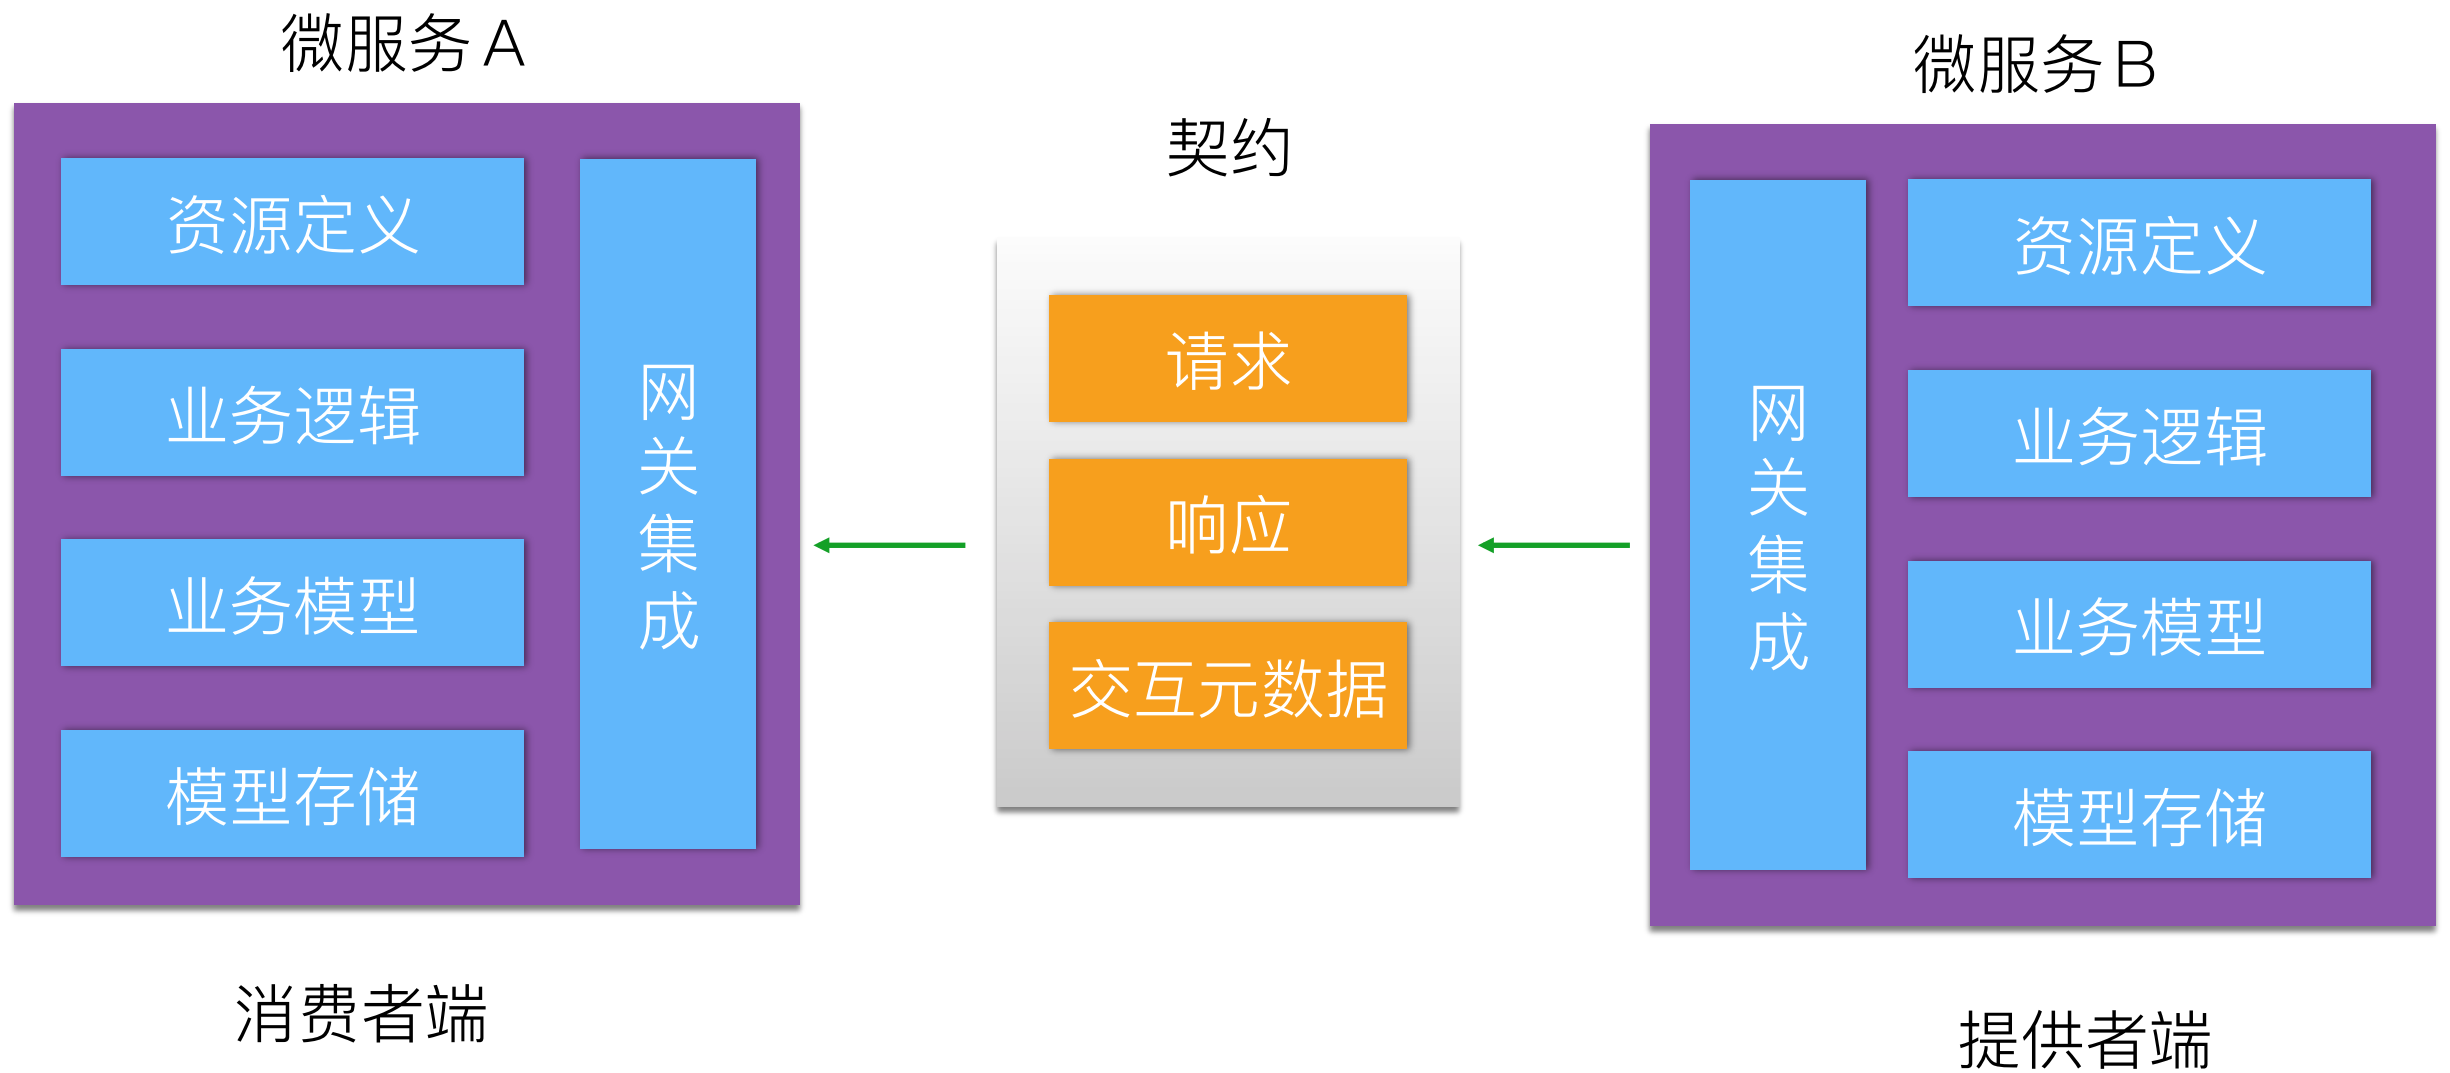 微服务 A
资源定义
业务逻辑
业务模型
模型存储
网
关
集
成
消费者端
契约
请求
响应
交互元数据
微服务 B
网
关
集
成
资源定义
业务逻辑
业务模型
模型存储
提供者端